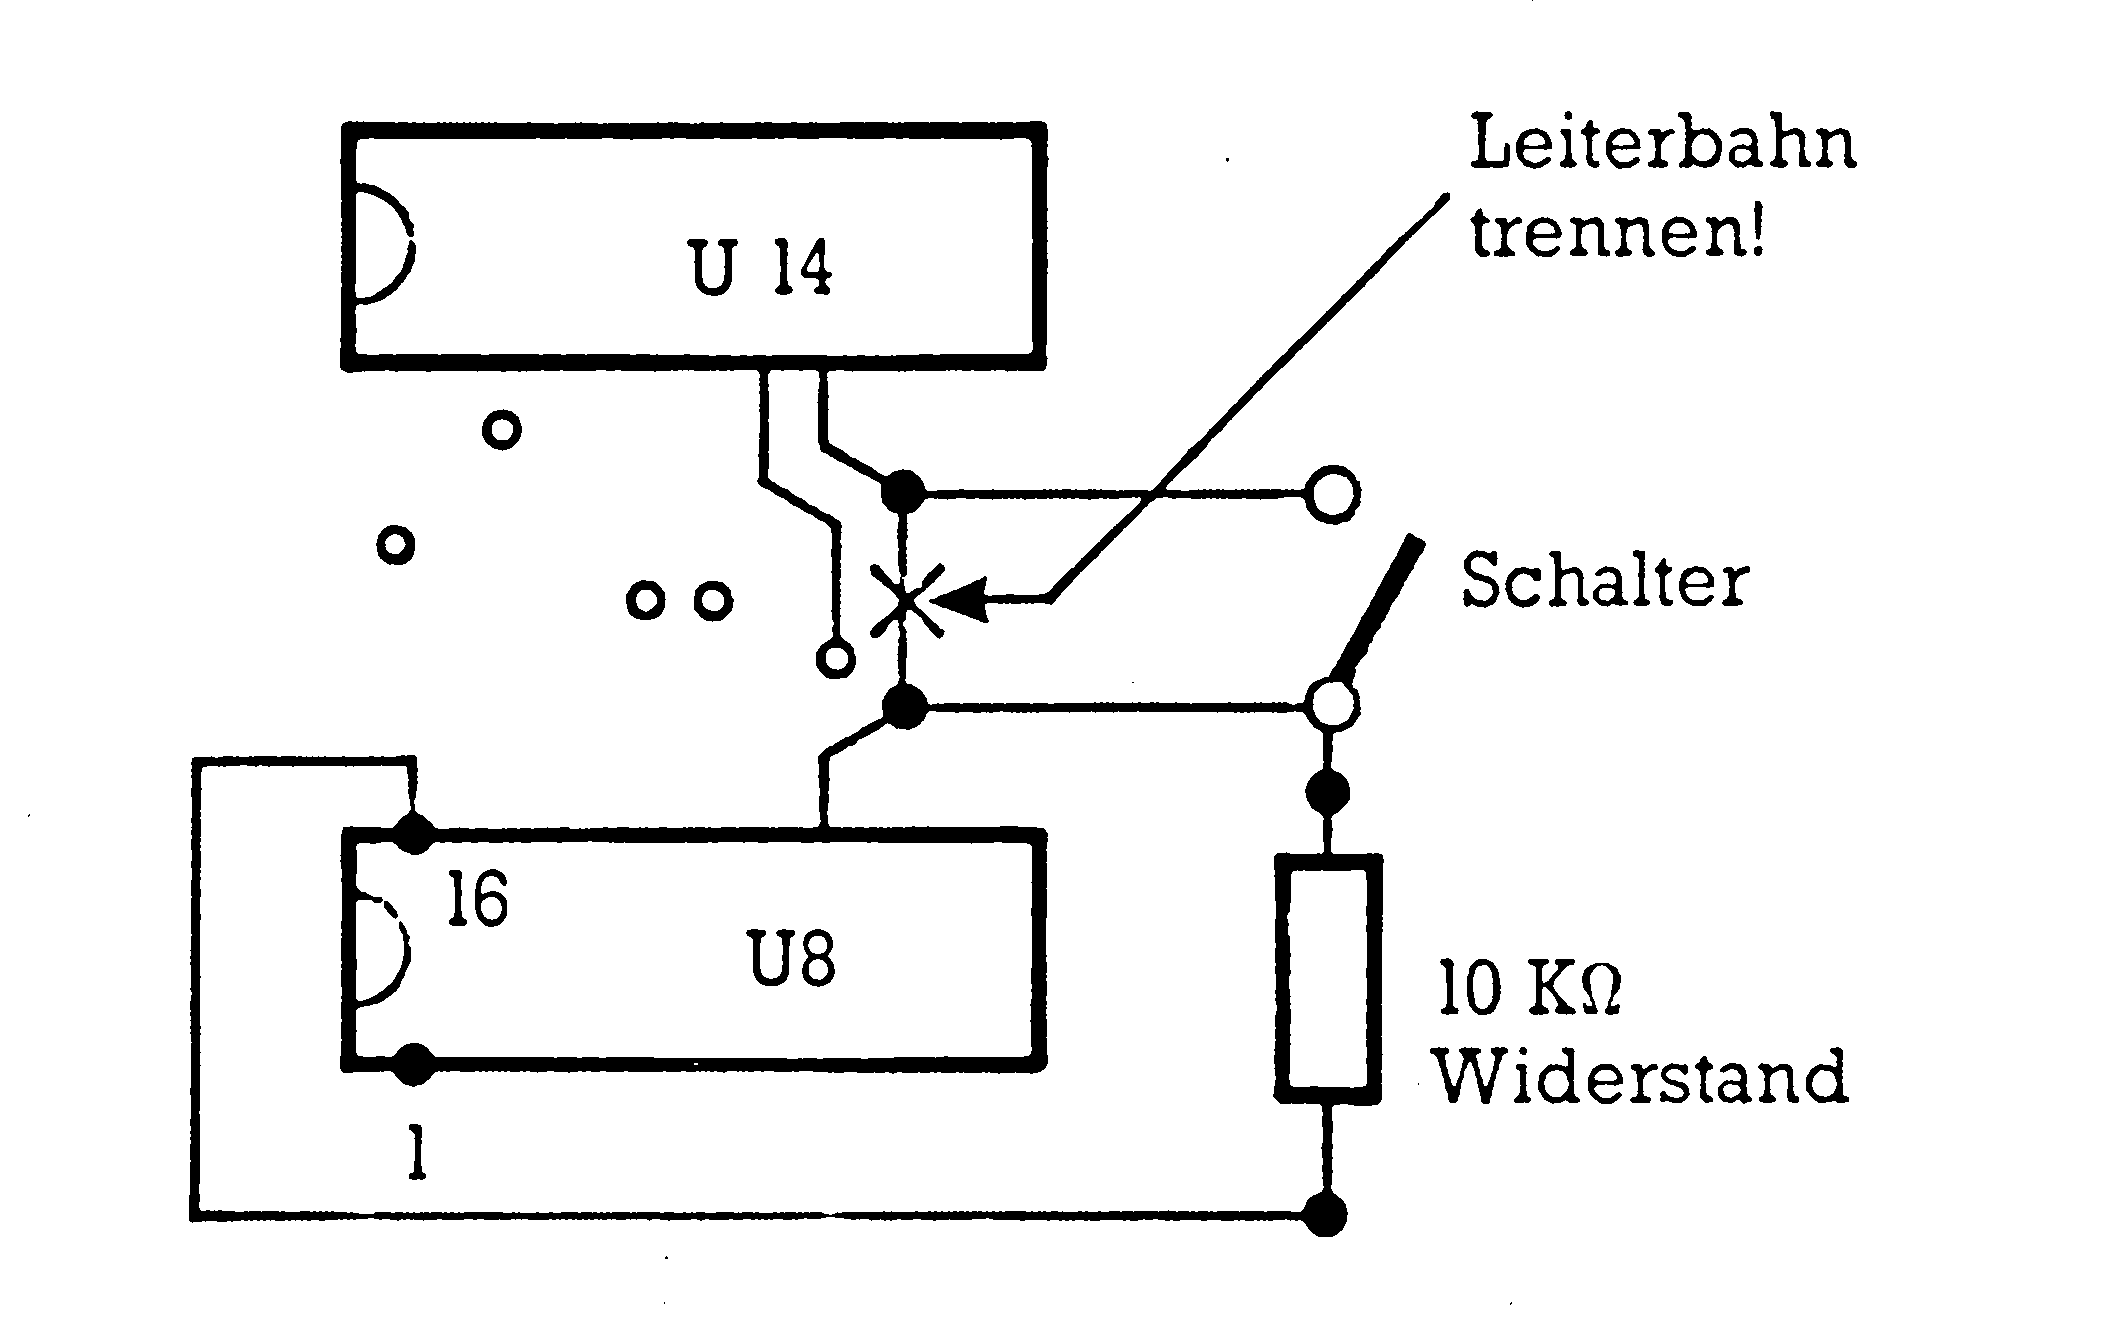 Leiterbahn
trennen!
U 14
Schalter
16
U8
10 KΩ
Widerstand
1